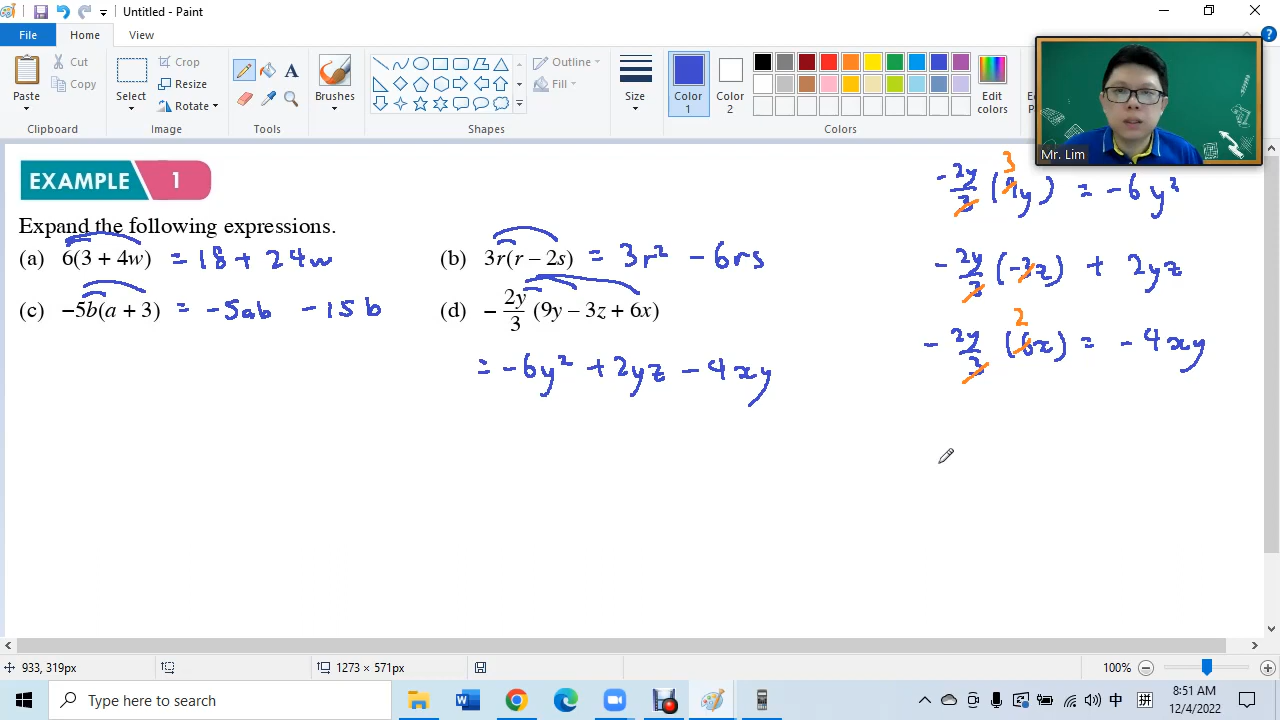 Untitled - Paint
File Home View
Paste Cut Copy Clipboard
Select Crop Resize Rotate Image
Tools
Brushes
Outline Fill Shapes
Size
Color 1 Color 2 Edit colors Colors
Mr. Lim
EXAMPLE 1
Expand the following expressions.
(a) 6(3 + 4w) = 18 + 24w
(b) 3r(r − 2s) = 3r² − 6rs
(c) −5b(a + 3) = −5ab − 15b
(d) −2y/3 (9y − 3z + 6x)
= −6y² + 2yz − 4xy
3
−2y/3 (9y) = −6y²
−2y/3 (−3z) + 2yz
2
−2y/3 (6x) = −4xy
933, 319px 1273 × 571px 100%
Type here to search
中 拼
8:51 AM
12/4/2022